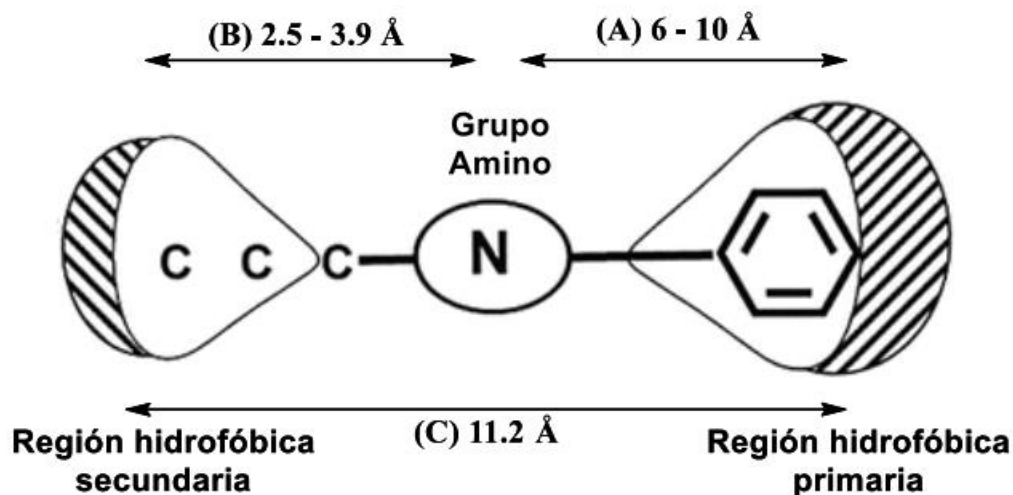 (B) 2.5 - 3.9 Å
(A) 6 - 10 Å
Grupo
Amino
C C C N
(C) 11.2 Å
Región hidrofóbica
secundaria
Región hidrofóbica
primaria